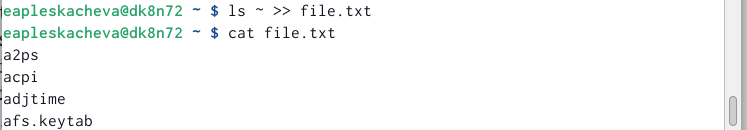 eapleskacheva@dk8n72 ~ $ ls ~ >> file.txt
eapleskacheva@dk8n72 ~ $ cat file.txt
a2ps
acpi
adjtime
afs.keytab